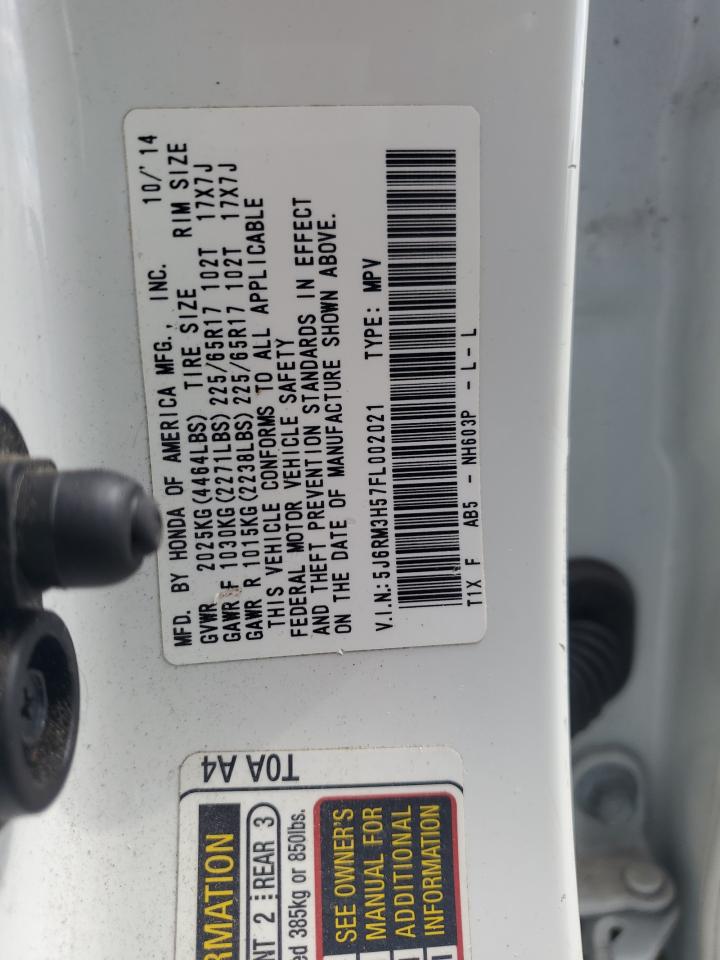 MFD. BY HONDA OF AMERICA MFG., INC. 10/'14
GVWR 2025KG(4464LBS) TIRE SIZE RIM SIZE
GAWR F 1030KG(2271LBS) 225/65R17 102T 17X7J
GAWR R 1015KG(2238LBS) 225/65R17 102T 17X7J
THIS VEHICLE CONFORMS TO ALL APPLICABLE
FEDERAL MOTOR VEHICLE SAFETY
AND THEFT PREVENTION STANDARDS IN EFFECT
ON THE DATE OF MANUFACTURE SHOWN ABOVE.
V.I.N.:5J6RM3H57FL002021 TYPE: MPV
T1X F AB5 - NH603P - L- L
T0A A4
RMATION
NT 2 REAR 3
ed 385kg or 850lbs.
SEE OWNER'S
MANUAL FOR
ADDITIONAL
INFORMATION